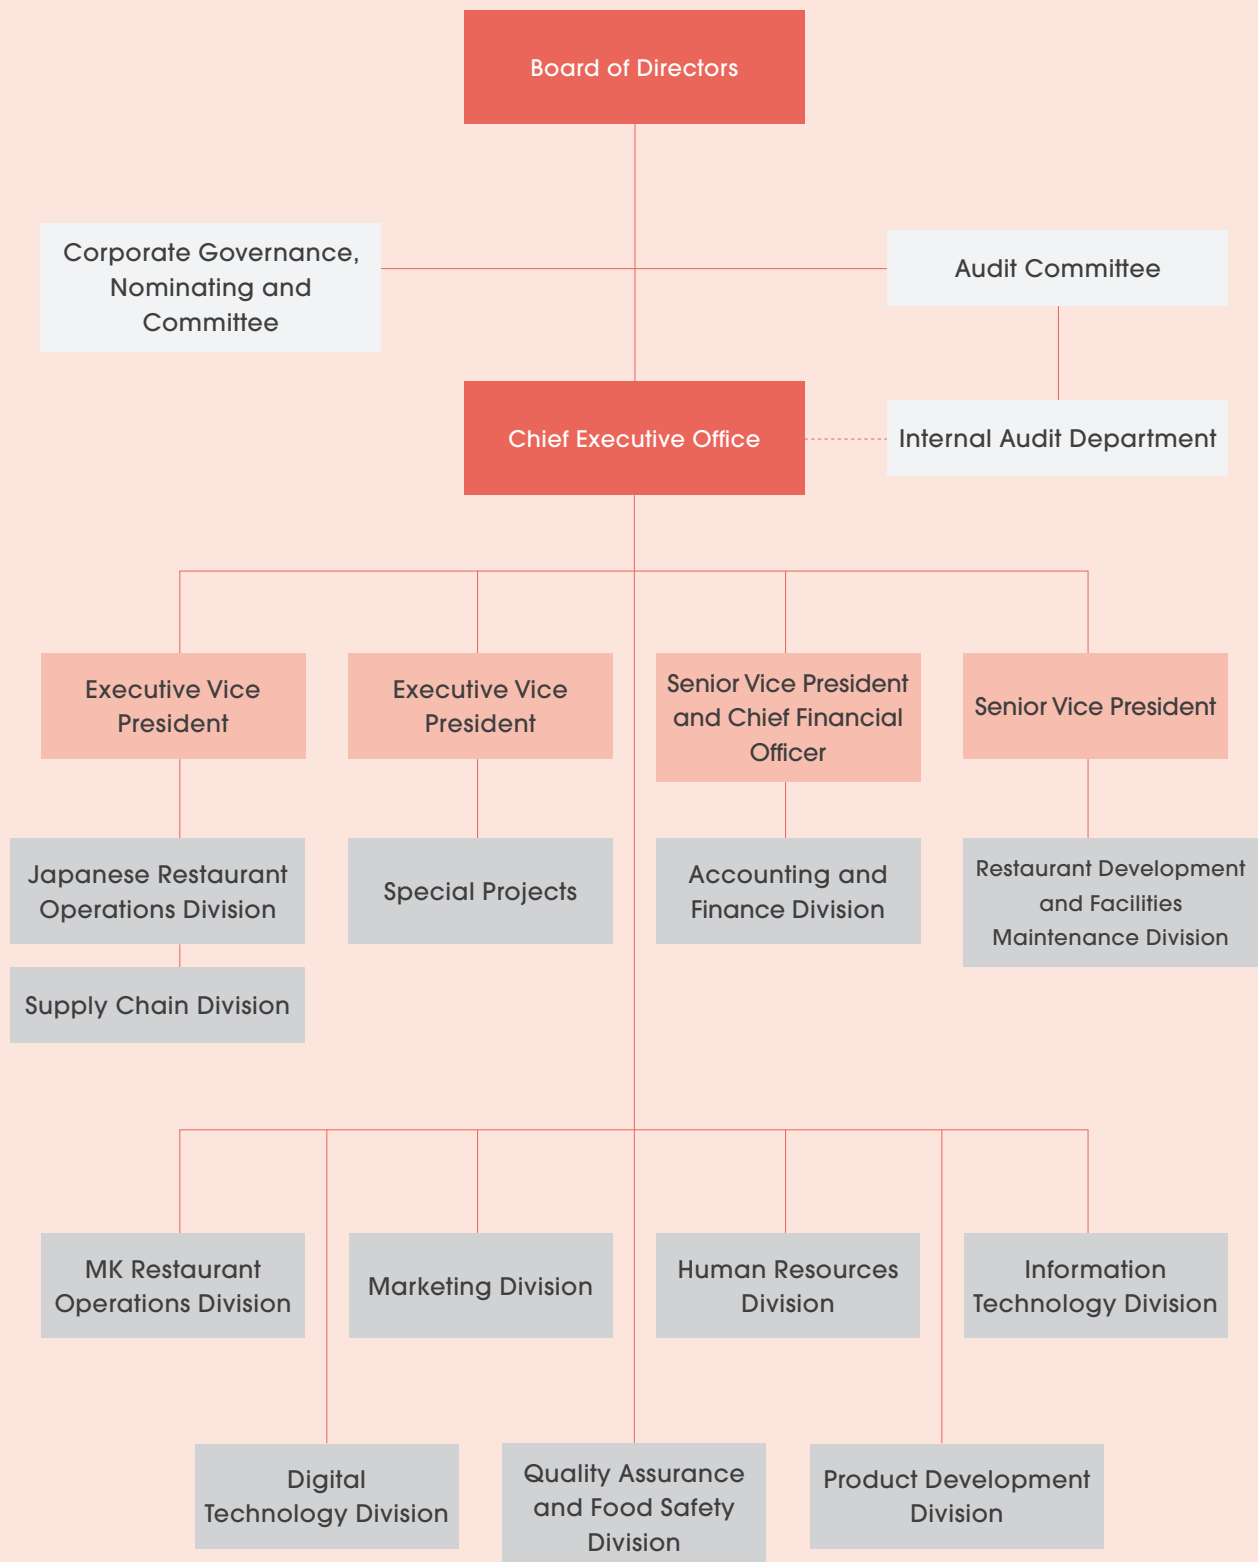 Board of Directors
Corporate Governance,
Nominating and
Committee
Audit Committee
Chief Executive Office
Internal Audit Department
Executive Vice
President
Executive Vice
President
Senior Vice President
and Chief Financial
Officer
Senior Vice President
Japanese Restaurant
Operations Division
Special Projects
Accounting and
Finance Division
Restaurant Development
and Facilities
Maintenance Division
Supply Chain Division
MK Restaurant
Operations Division
Marketing Division
Human Resources
Division
Information
Technology Division
Digital
Technology Division
Quality Assurance
and Food Safety
Division
Product Development
Division